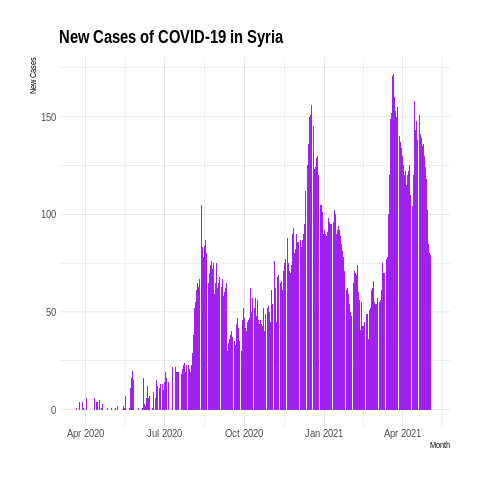 New Cases of COVID-19 in Syria
New Cases
150
100
50
0
Apr 2020 Jul 2020 Oct 2020 Jan 2021 Apr 2021
Month